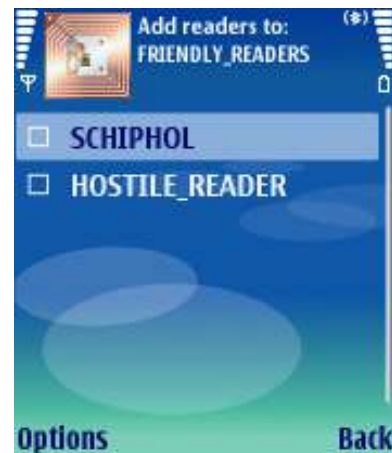 Add readers to:
FRIENDLY_READERS
SCHIPHOL
HOSTILE_READER
Options Back